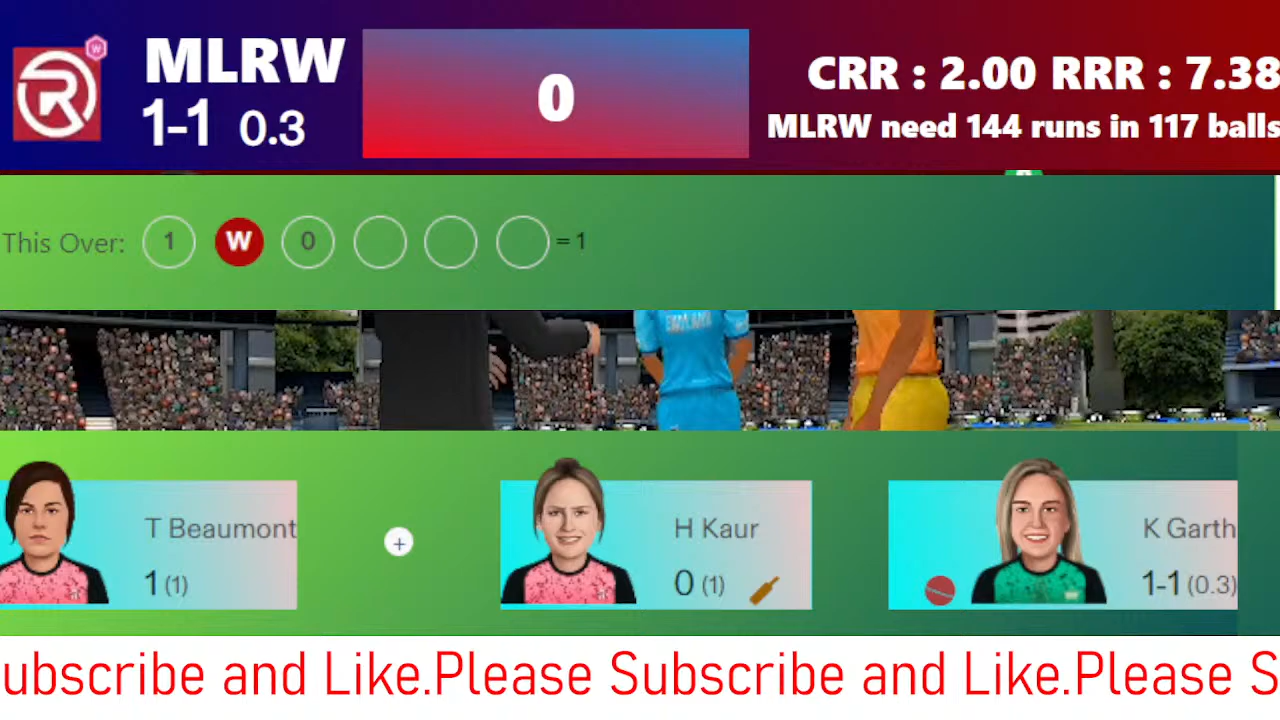 MLRW
1-1 0.3
0
CRR : 2.00 RRR : 7.38
MLRW need 144 runs in 117 balls
This Over: 1 W 0 = 1
ENGLAND
T Beaumont
1 (1)
+
H Kaur
0 (1)
K Garth
1-1 (0.3)
ubscribe and Like.Please Subscribe and Like.Please S